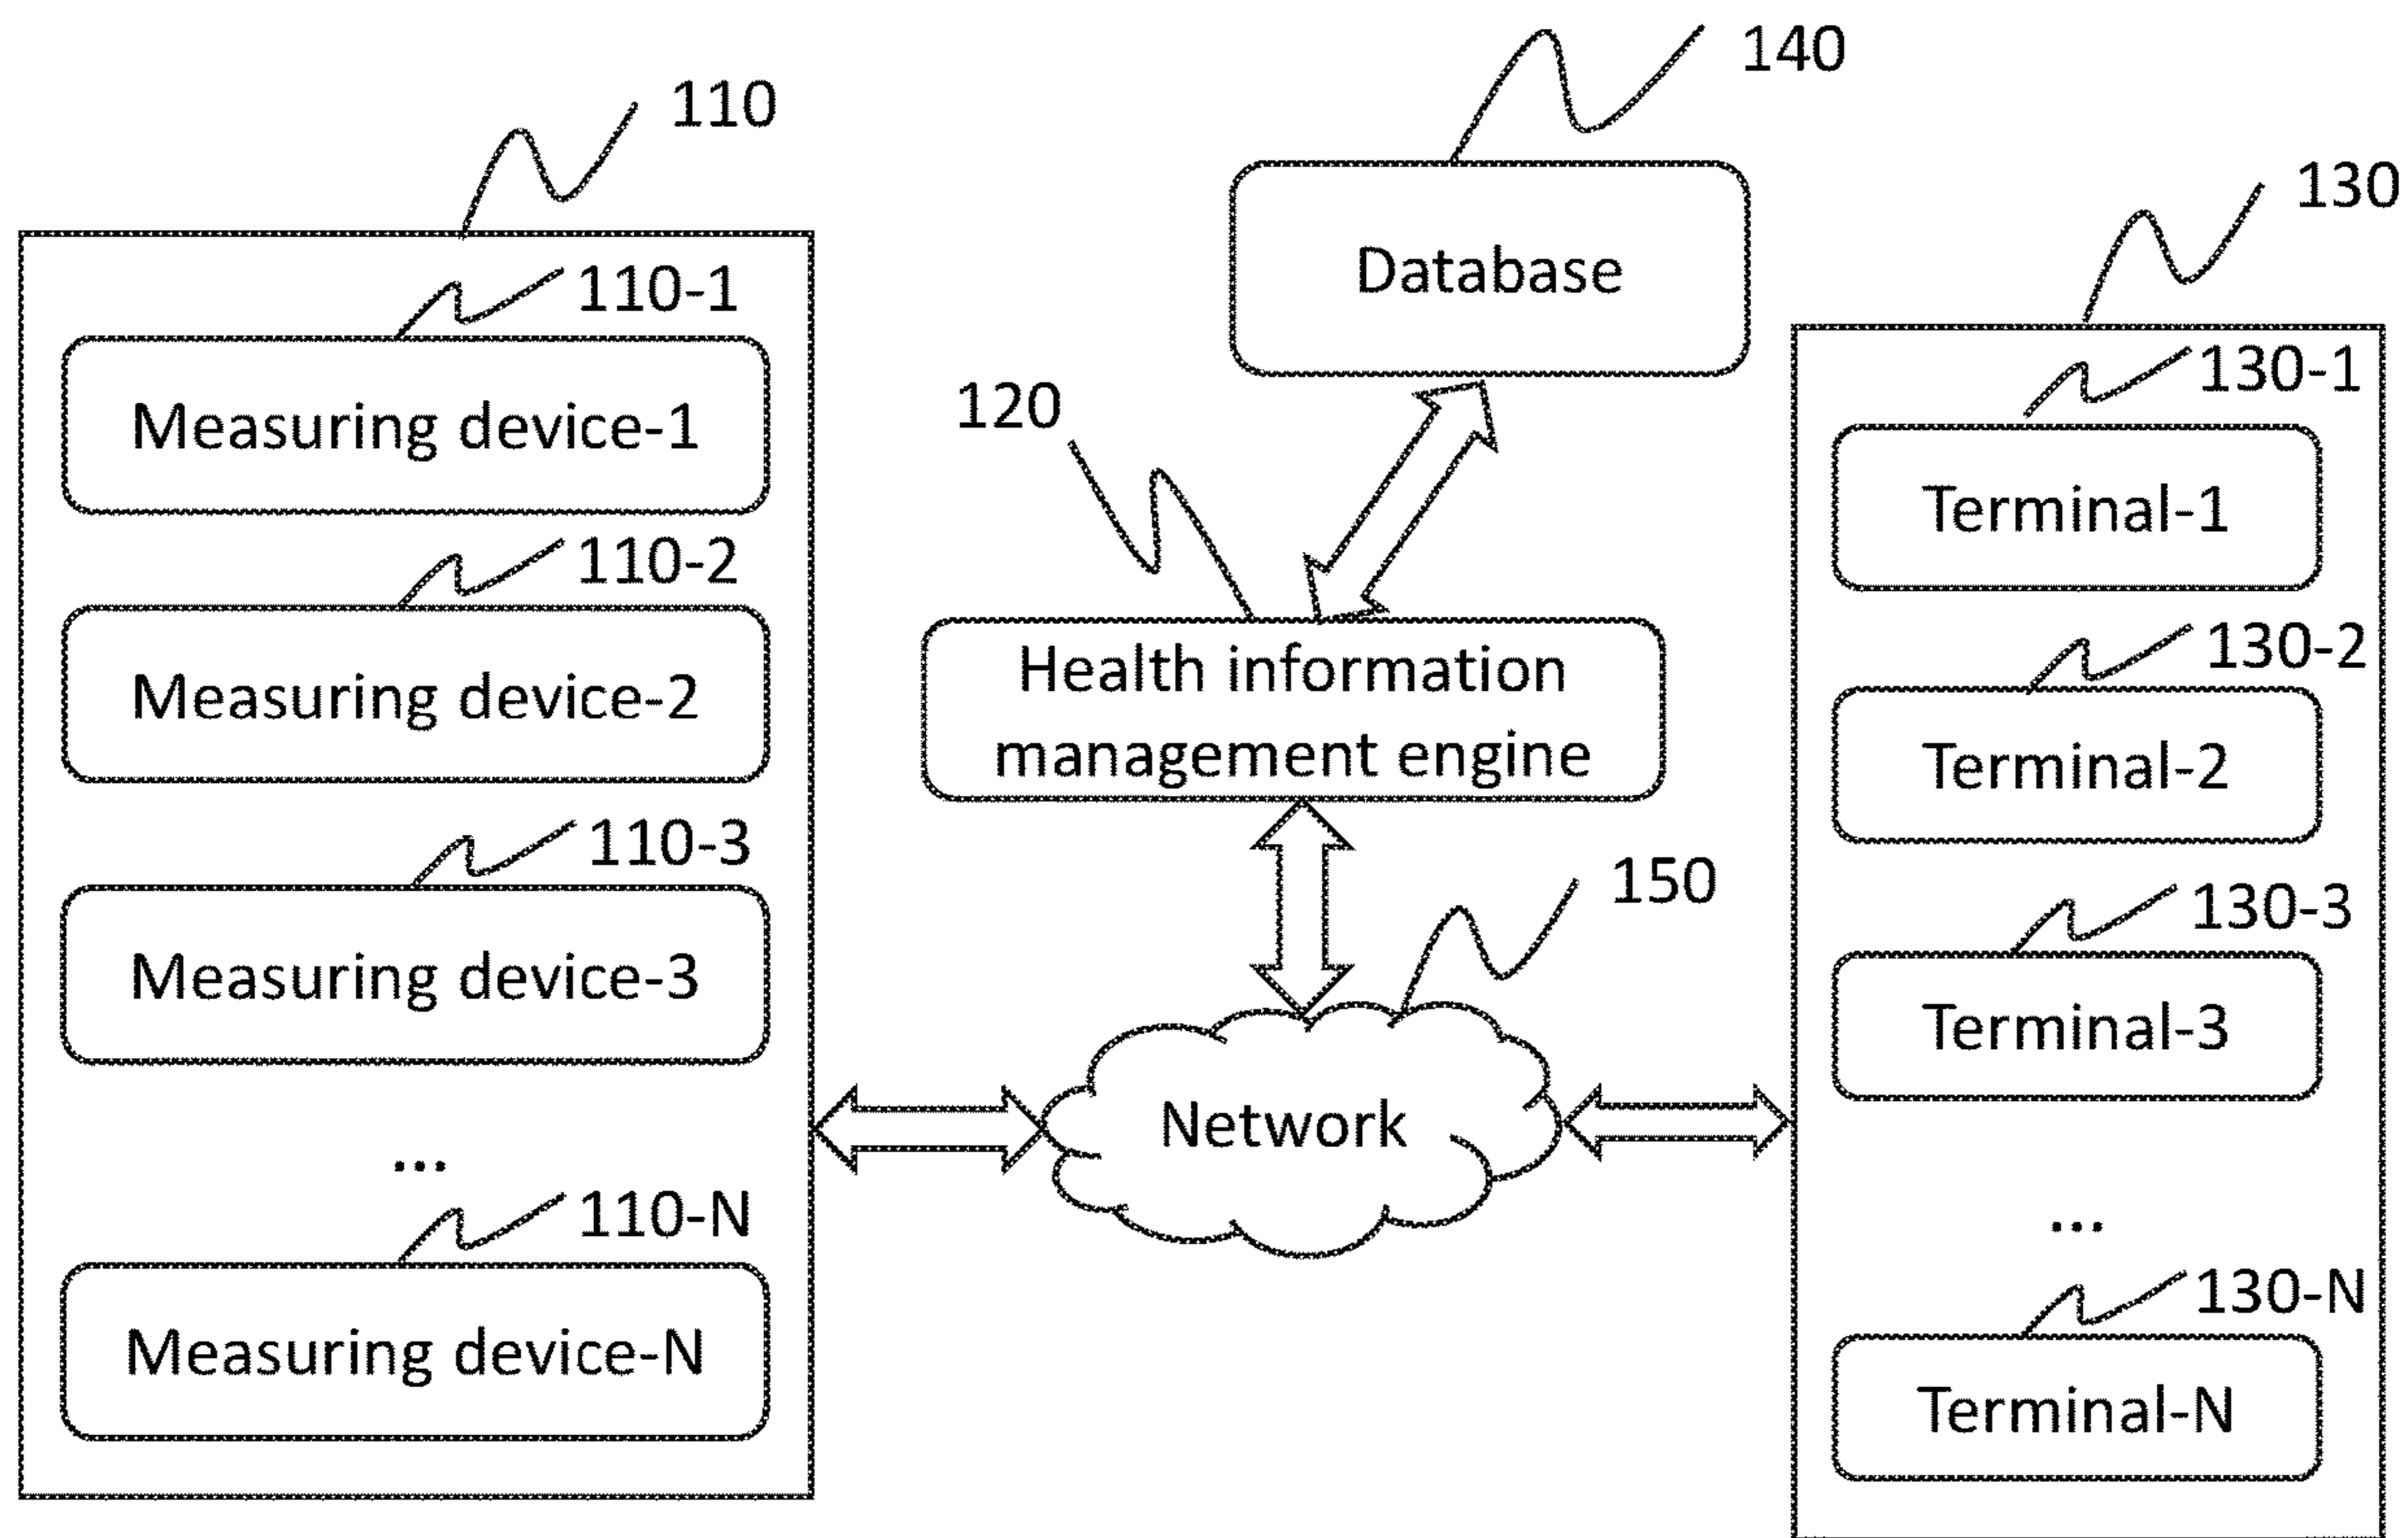 110
110-1
Measuring device-1
110-2
Measuring device-2
110-3
Measuring device-3
...
110-N
Measuring device-N
140
Database
120
Health information
management engine
150
Network
130
130-1
Terminal-1
130-2
Terminal-2
130-3
Terminal-3
...
130-N
Terminal-N